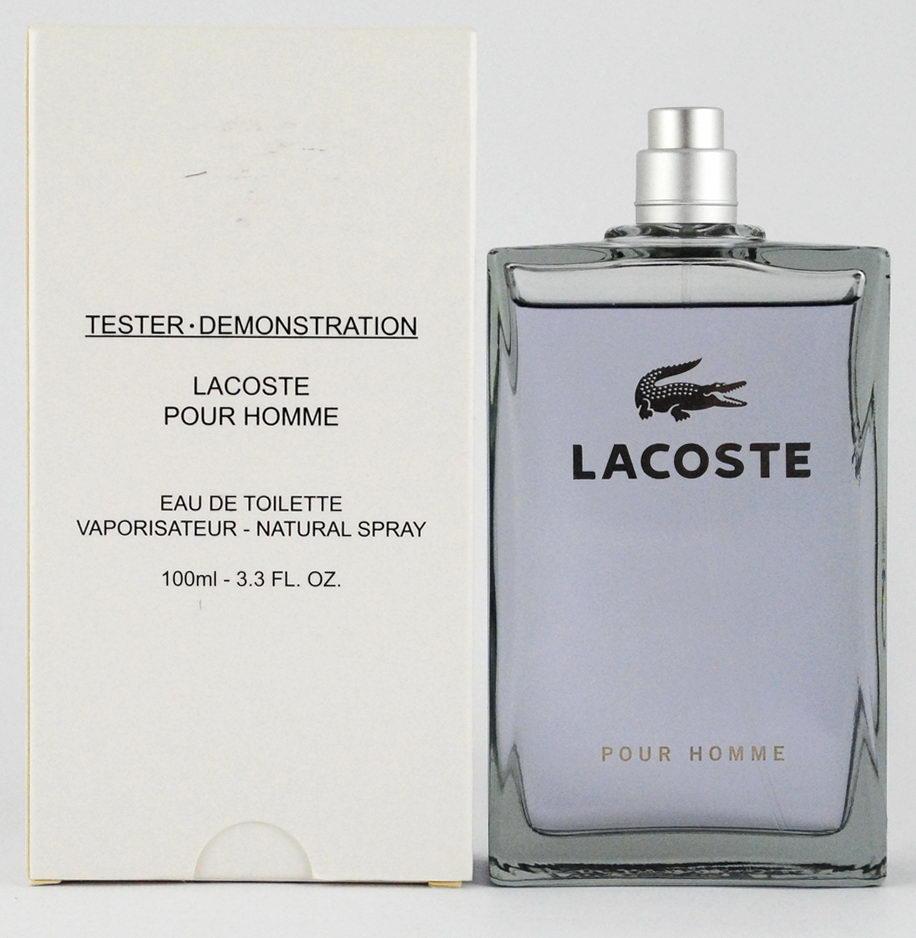 TESTER·DEMONSTRATION
LACOSTE
POUR HOMME
EAU DE TOILETTE
VAPORISATEUR - NATURAL SPRAY
100ml - 3.3 FL. OZ.
LACOSTE
POUR HOMME